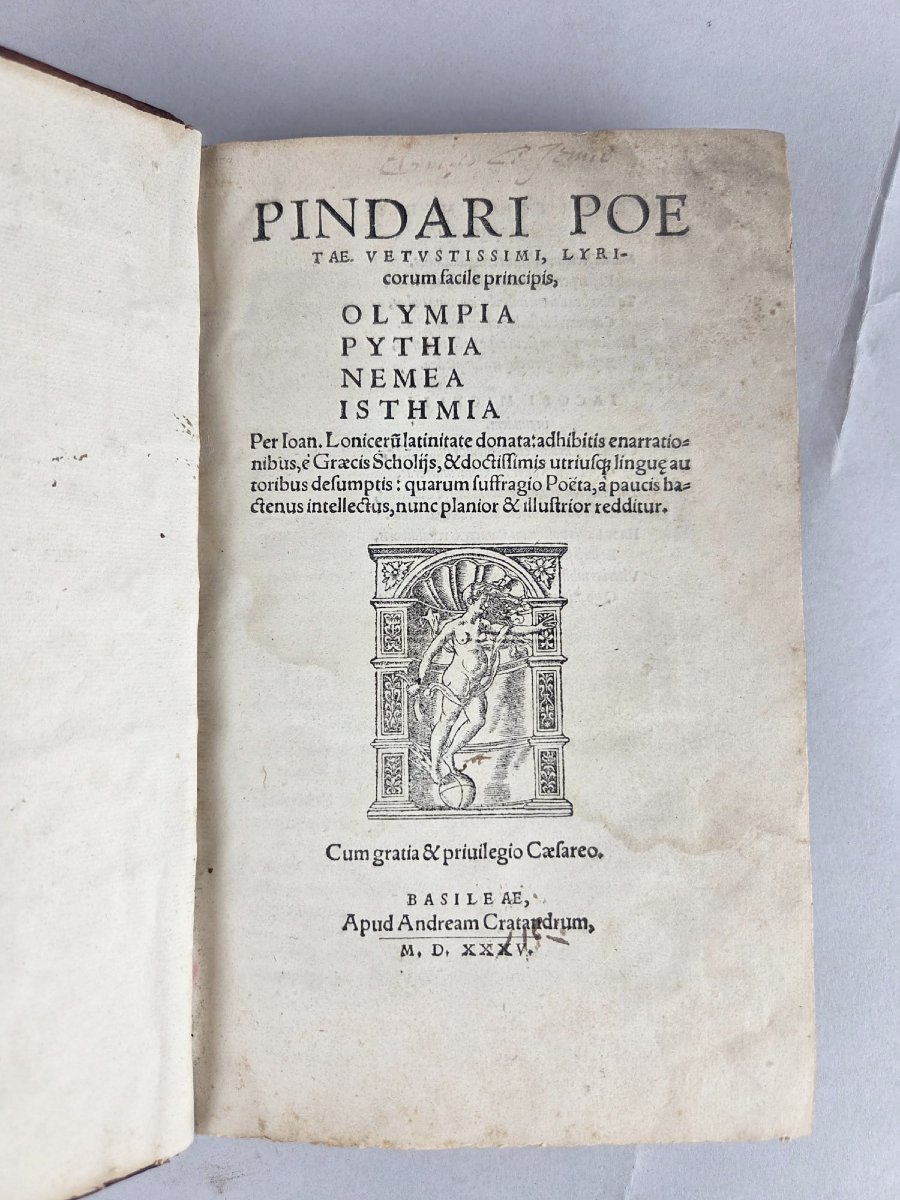 PINDARI POE
TAE. VETVSTISSIMI, LYRI-
corum facile principis,
OLYMPIA
PYTHIA
NEMEA
ISTHMIA
Per Ioan. Lonicerũ latinitate donata: adhibitis enarratio-
nibus, è Græcis Scholijs, & doctiſſimis utriusq; linguę au
toribus deſumptis: quarum ſuffragio Poëta, à paucis ha-
ctenus intellectus, nunc planior & illuſtrior redditur.
Cum gratia & priuilegio Cæſareo.
BASILEAE,
Apud Andream Cratandrum,
M. D. XXXV.